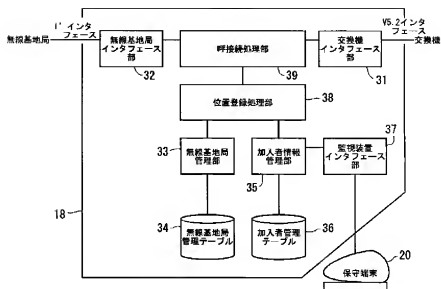 I'インタ
フェース
V5.2インタ
フェース
無線基地局
無線基地局
インタフェース
部
32
呼接続処理部
39
交換機
インタフェース
部
31
交換機
位置登録処理部
38
33
無線基地局
管理部
加入者情報
管理部
35
監視装置
インタフェース
部
37
18
34
無線基地局
管理テーブル
加入者管理
テーブル
36
20
保守端末